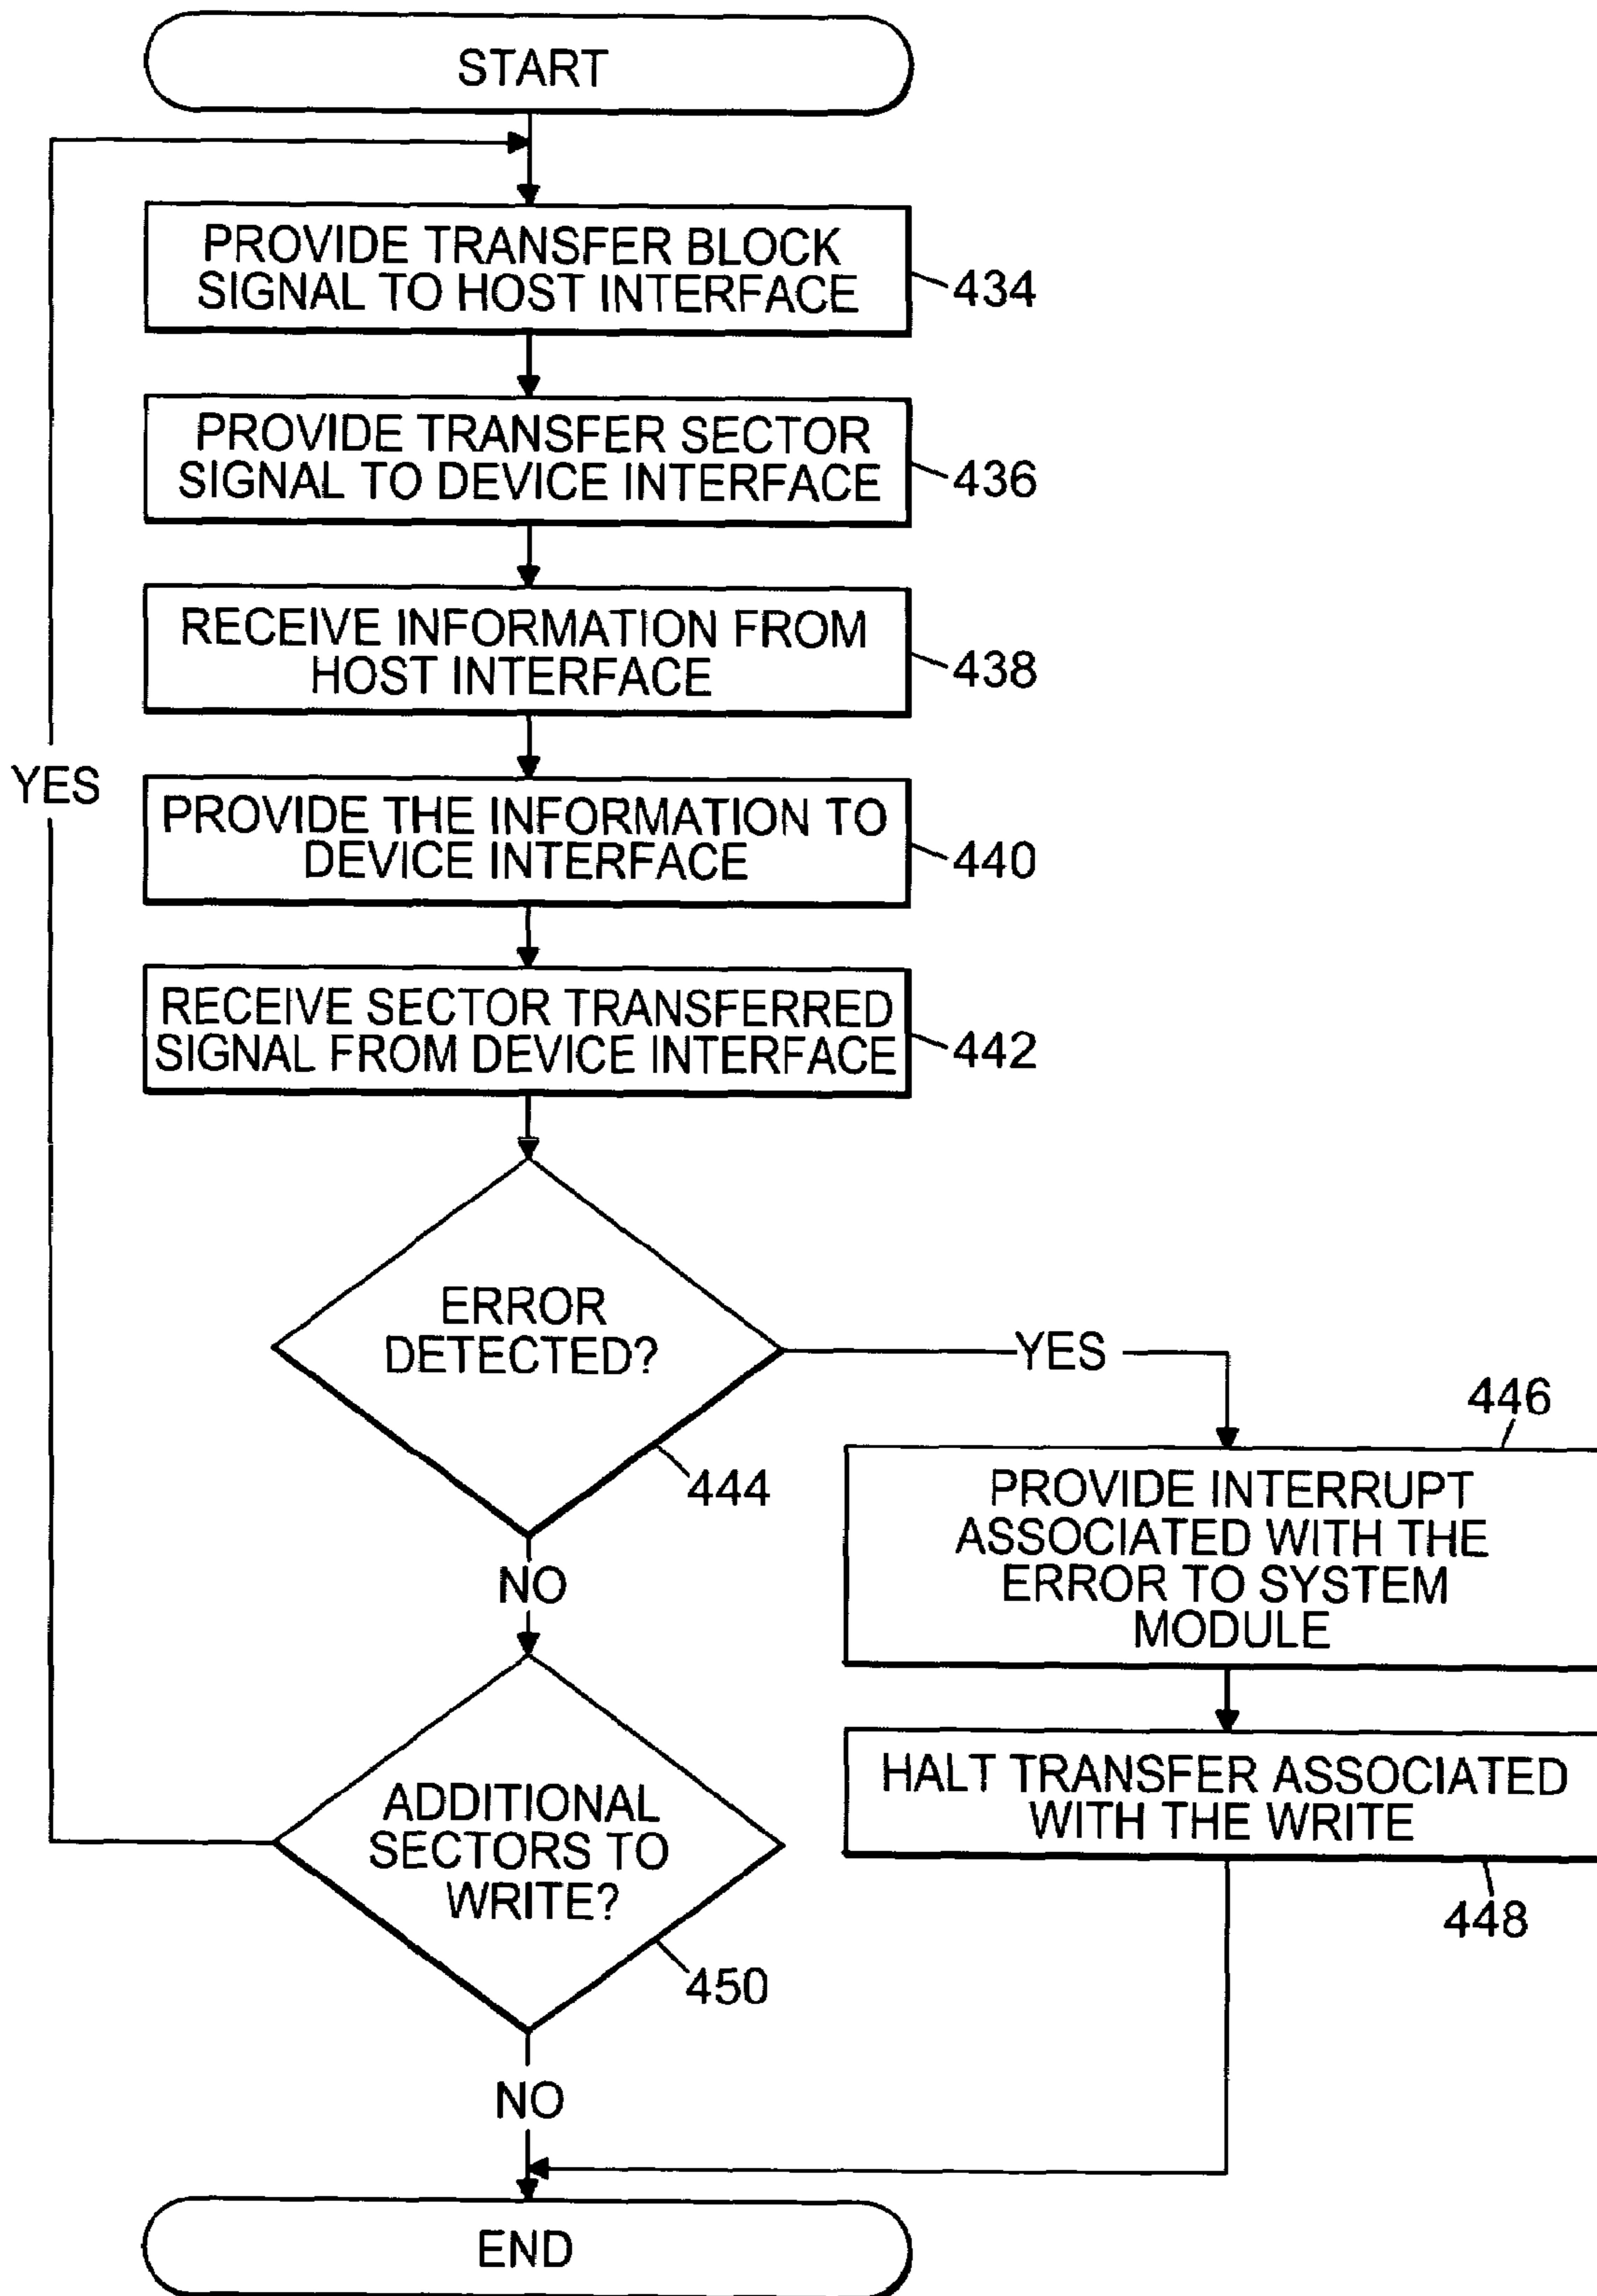 START
PROVIDE TRANSFER BLOCK
SIGNAL TO HOST INTERFACE
434
PROVIDE TRANSFER SECTOR
SIGNAL TO DEVICE INTERFACE
436
RECEIVE INFORMATION FROM
HOST INTERFACE
438
YES
PROVIDE THE INFORMATION TO
DEVICE INTERFACE
440
RECEIVE SECTOR TRANSFERRED
SIGNAL FROM DEVICE INTERFACE
442
ERROR
DETECTED?
YES
444
446
PROVIDE INTERRUPT
ASSOCIATED WITH THE
ERROR TO SYSTEM
MODULE
NO
HALT TRANSFER ASSOCIATED
WITH THE WRITE
448
ADDITIONAL
SECTORS TO
WRITE?
450
NO
END